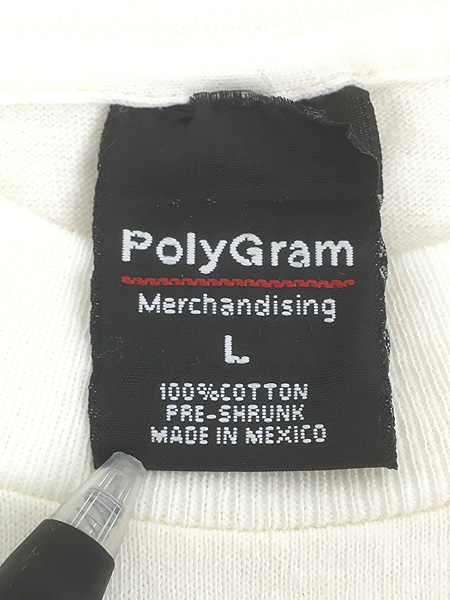 PolyGram
Merchandising
L
100%COTTON
PRE-SHRUNK
MADE IN MEXICO